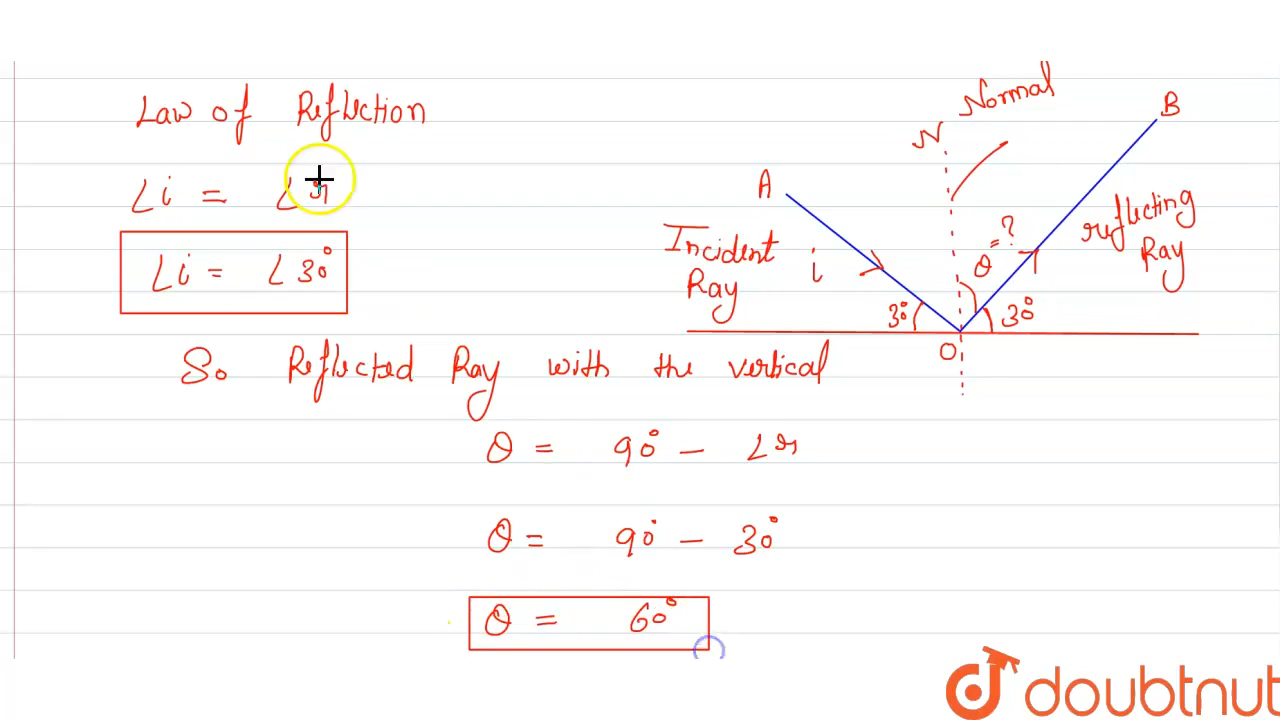 Law of Reflection
∠i = ∠r
∠i = ∠30°
So Reflected Ray with the vertical
θ = 90° - ∠r
θ = 90° - 30°
θ = 60°
N Normal
A
B
Incident Ray
i
θ = ?
reflecting Ray
30°
30°
O
doubtnut